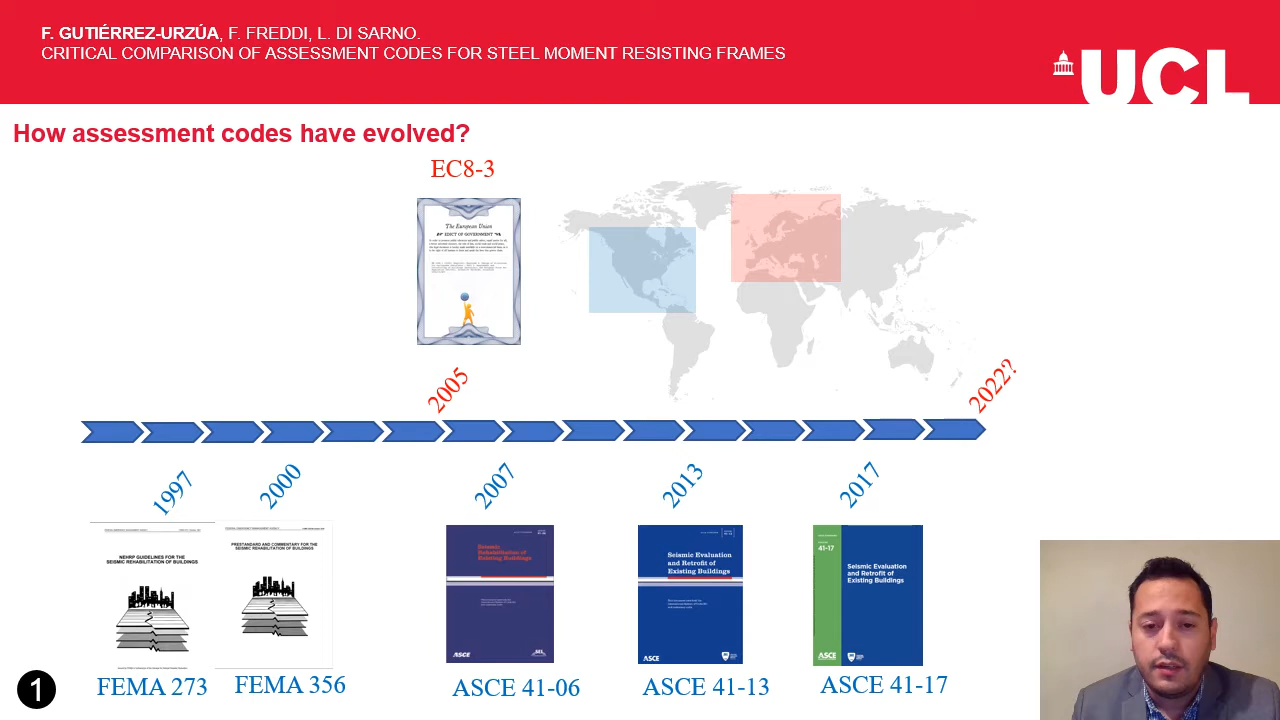 F. GUTIÉRREZ-URZÚA, F. FREDDI, L. DI SARNO.
CRITICAL COMPARISON OF ASSESSMENT CODES FOR STEEL MOMENT RESISTING FRAMES
UCL
How assessment codes have evolved?
EC8-3
The European Union
EDICT OF GOVERNMENT
2005
2022?
1997
2000
2007
2013
2017
NEHRP GUIDELINES FOR THE
SEISMIC REHABILITATION OF BUILDINGS
PRESTANDARD AND COMMENTARY FOR THE
SEISMIC REHABILITATION OF BUILDINGS
Seismic
Rehabilitation of
Existing Buildings
ASCE
Seismic Evaluation
and Retrofit of
Existing Buildings
ASCE
41-17
Seismic Evaluation
and Retrofit of
Existing Buildings
ASCE
1
FEMA 273
FEMA 356
ASCE 41-06
ASCE 41-13
ASCE 41-17